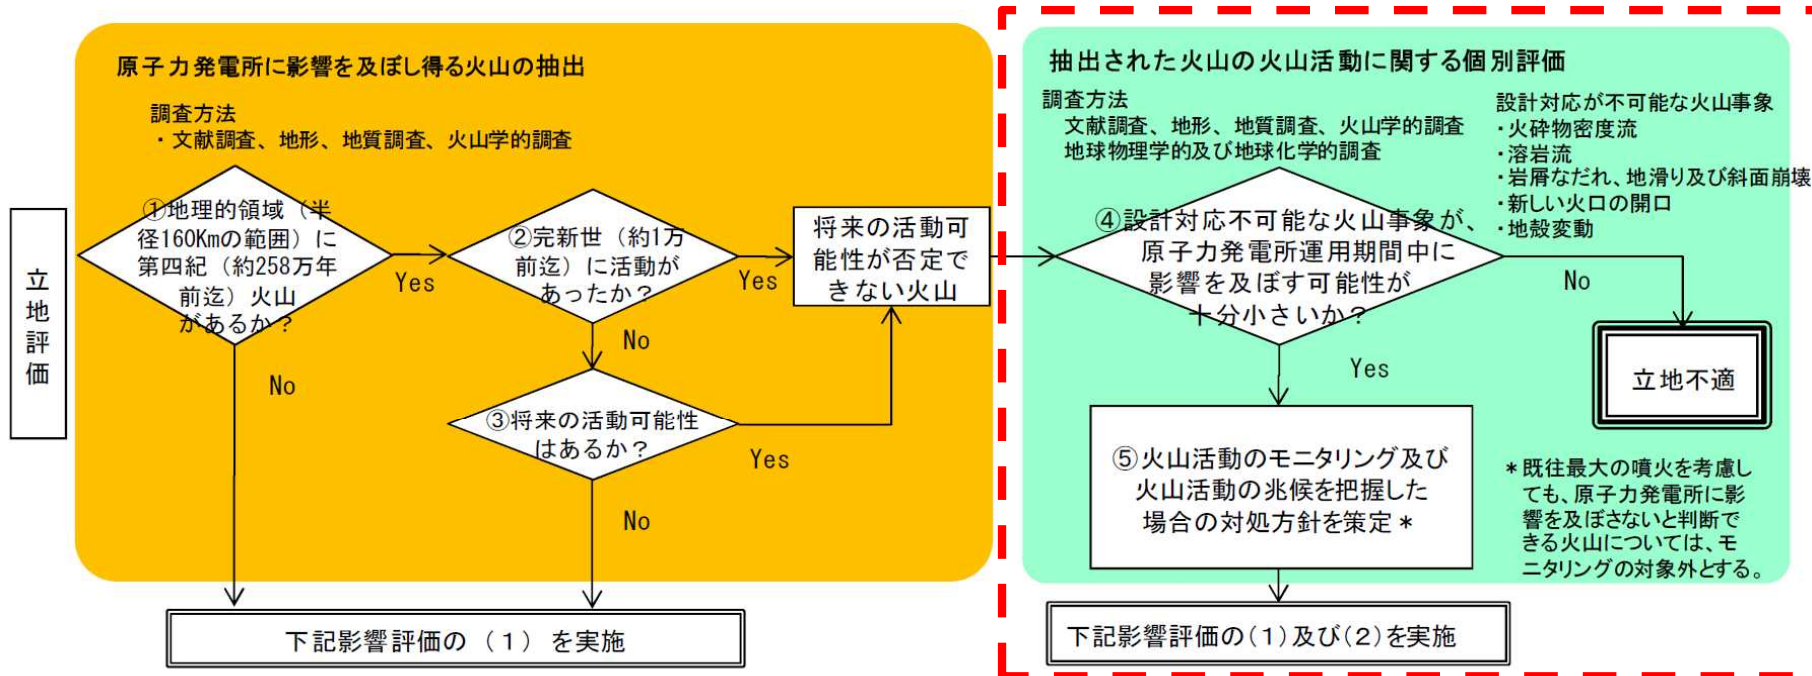 立地評価
原子力発電所に影響を及ぼし得る火山の抽出
調査方法
・文献調査、地形、地質調査、火山学的調査
①地理的領域（半
径160Kmの範囲）に
第四紀（約258万年
前迄）火山
があるか？
Yes
No
②完新世（約1万
前迄）に活動が
あったか？
Yes
No
③将来の活動可能性
はあるか？
Yes
No
将来の活動可
能性が否定で
きない火山
下記影響評価の（１）を実施
抽出された火山の火山活動に関する個別評価
調査方法
文献調査、地形、地質調査、火山学的調査
地球物理学的及び地球化学的調査
設計対応が不可能な火山事象
・火砕物密度流
・溶岩流
・岩屑なだれ、地滑り及び斜面崩壊
・新しい火口の開口
・地殻変動
④設計対応不可能な火山事象が、
原子力発電所運用期間中に
影響を及ぼす可能性が
十分小さいか？
No
Yes
立地不適
⑤火山活動のモニタリング及び
火山活動の兆候を把握した
場合の対処方針を策定＊
＊既往最大の噴火を考慮し
ても、原子力発電所に影
響を及ぼさないと判断で
きる火山については、モ
ニタリングの対象外とする。
下記影響評価の(１)及び(２)を実施